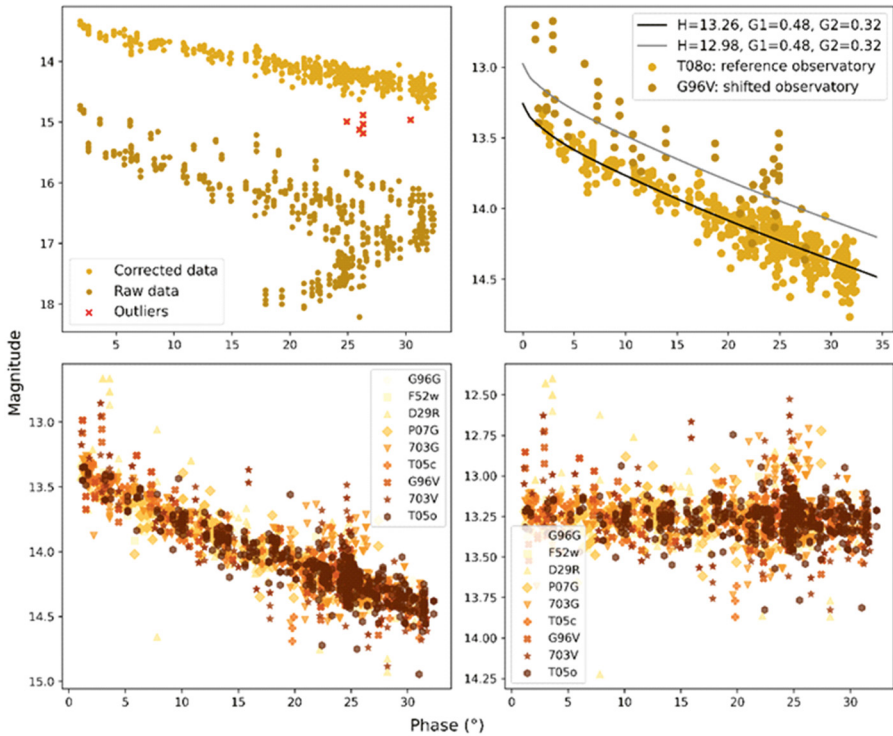 14
15
16
17
18
Corrected data
Raw data
Outliers
5
10
15
20
25
30
13.0
13.5
14.0
14.5
H=13.26, G1=0.48, G2=0.32
H=12.98, G1=0.48, G2=0.32
T08o: reference observatory
G96V: shifted observatory
0
5
10
15
20
25
30
35
Magnitude
13.0
13.5
14.0
14.5
15.0
G96G
F52w
D29R
P07G
703G
T05c
G96V
703V
T05o
0
5
10
15
20
25
30
12.50
12.75
13.00
13.25
13.50
13.75
14.00
14.25
G96G
F52w
D29R
P07G
703G
T05c
G96V
703V
T05o
0
5
10
15
20
25
30
Phase (°)